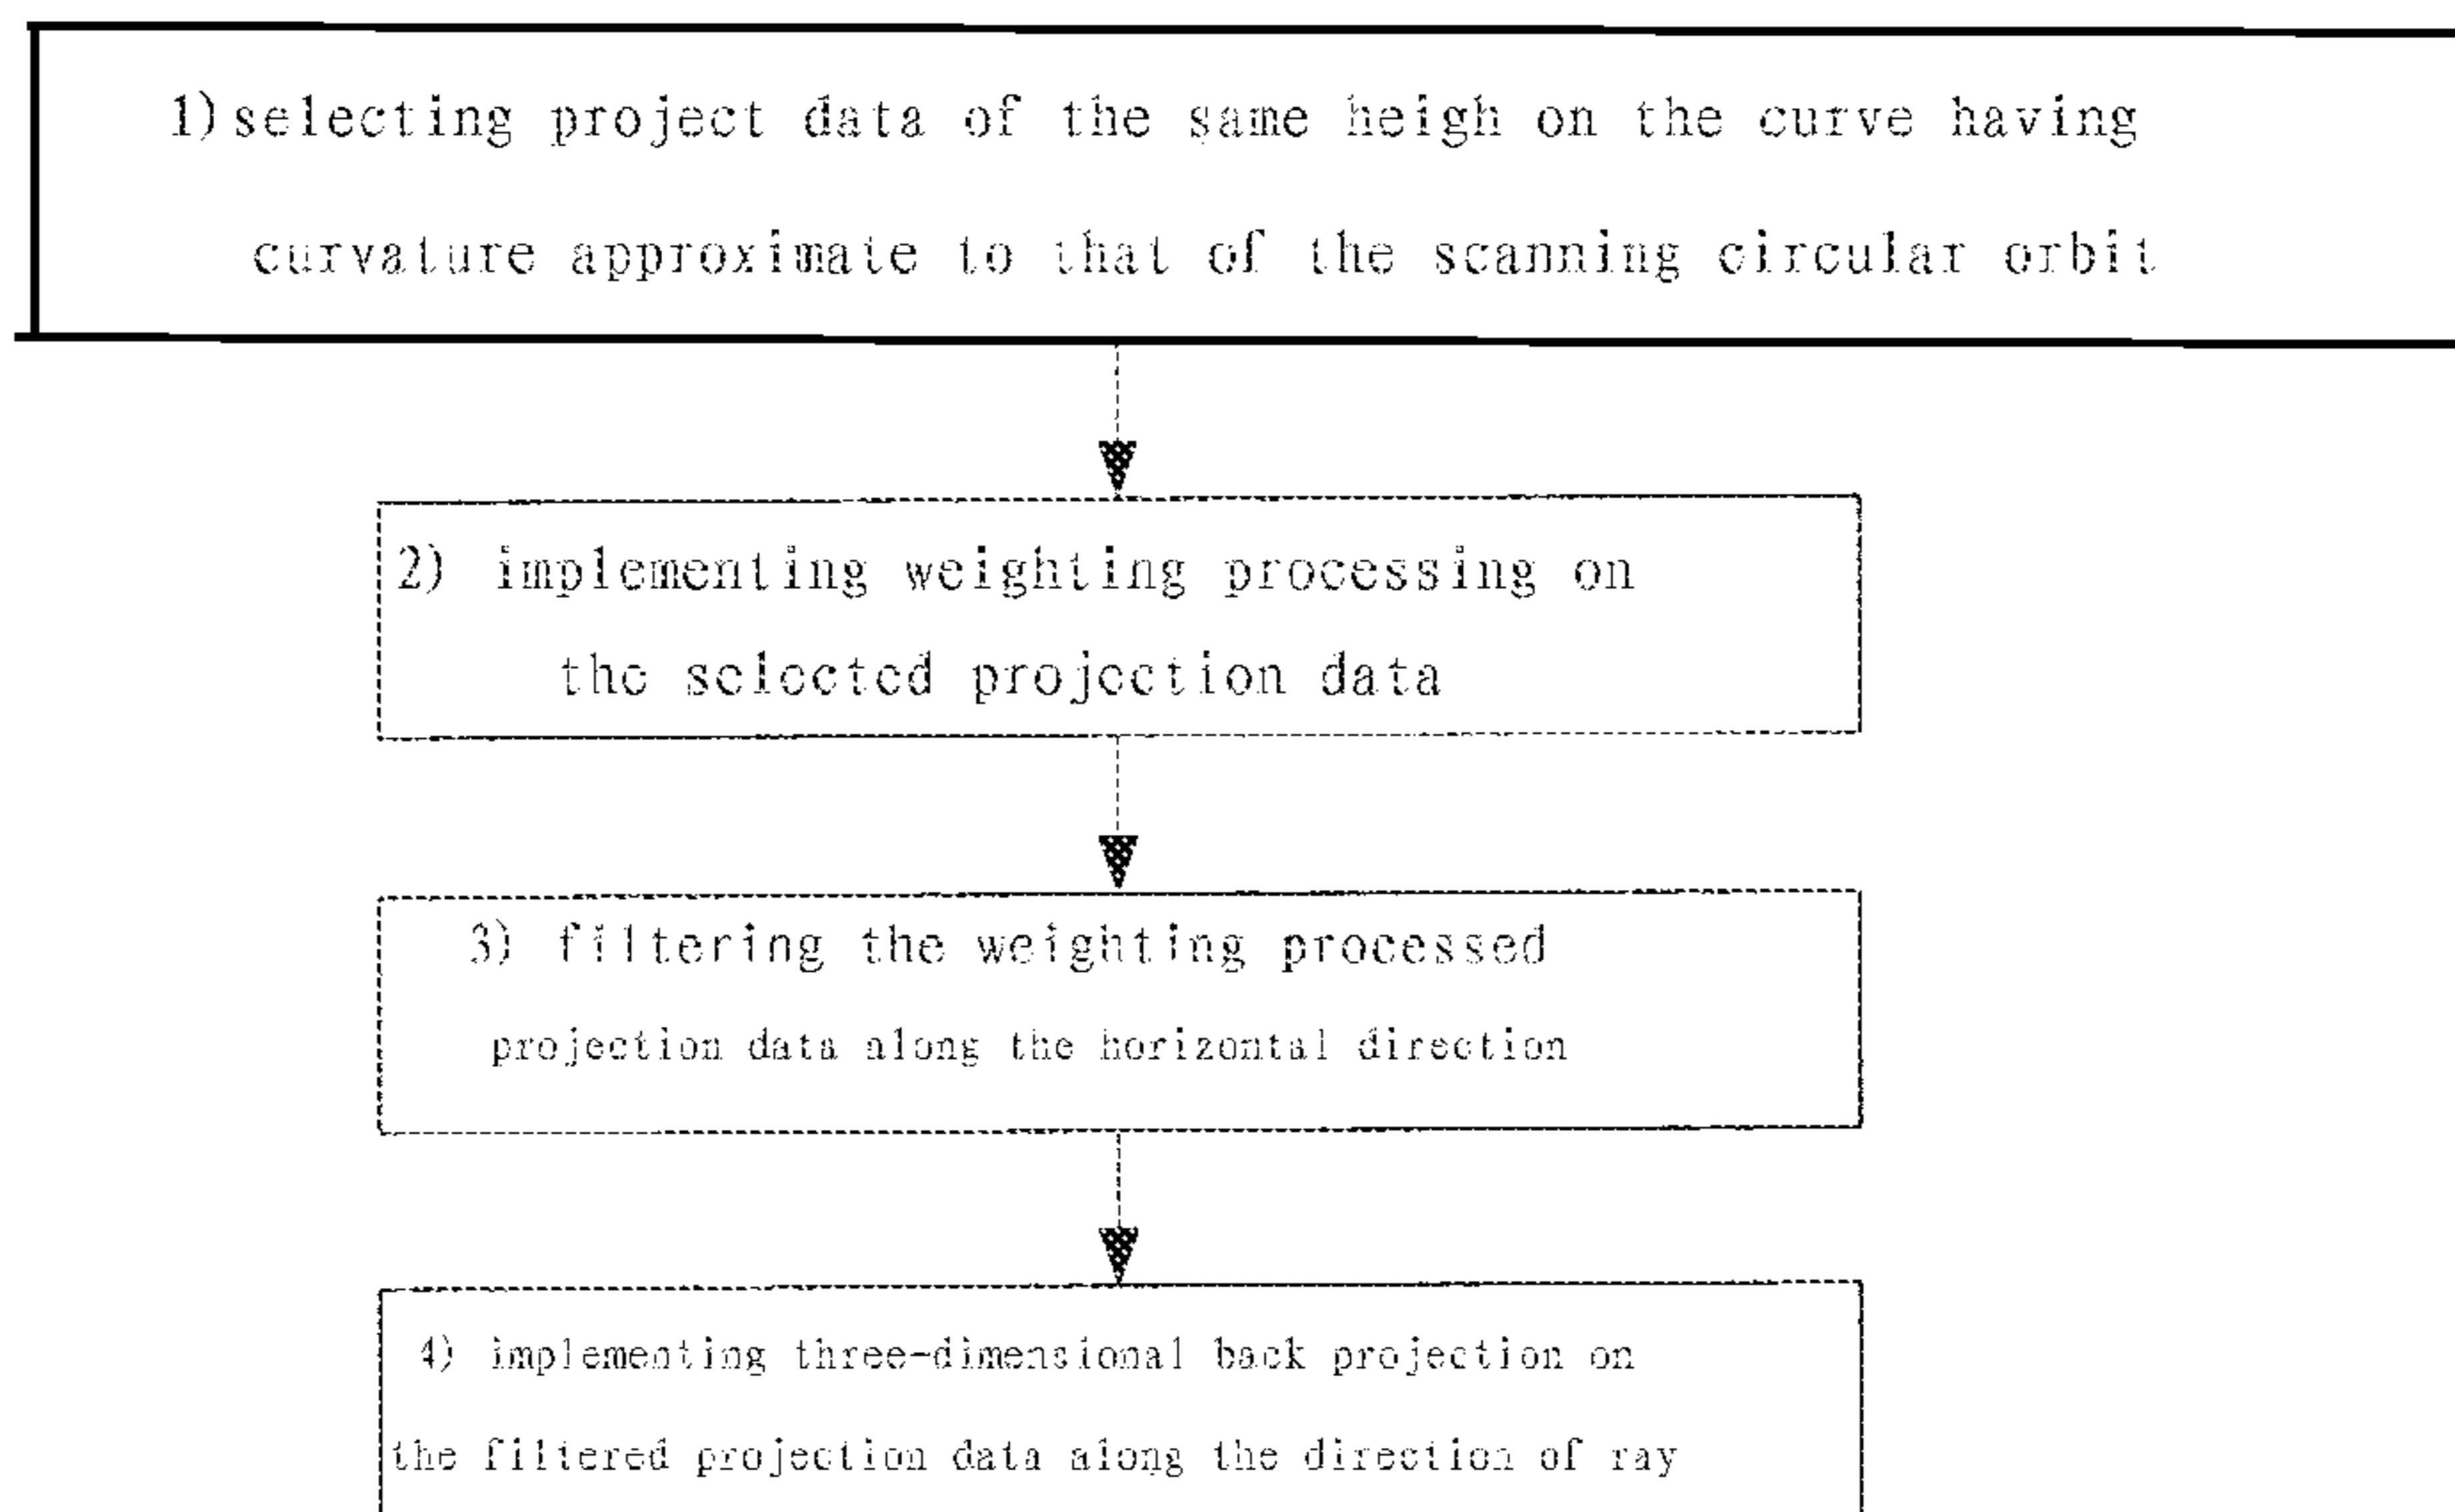 1)selecting project data of the same heigh on the curve having
curvature approximate to that of the scanning circular orbit
2) implementing weighting processing on
the selected projection data
3) filtering the weighting processed
projection data along the horizontal direction
4) implementing three-dimensional back projection on
the filtered projection data along the direction of ray